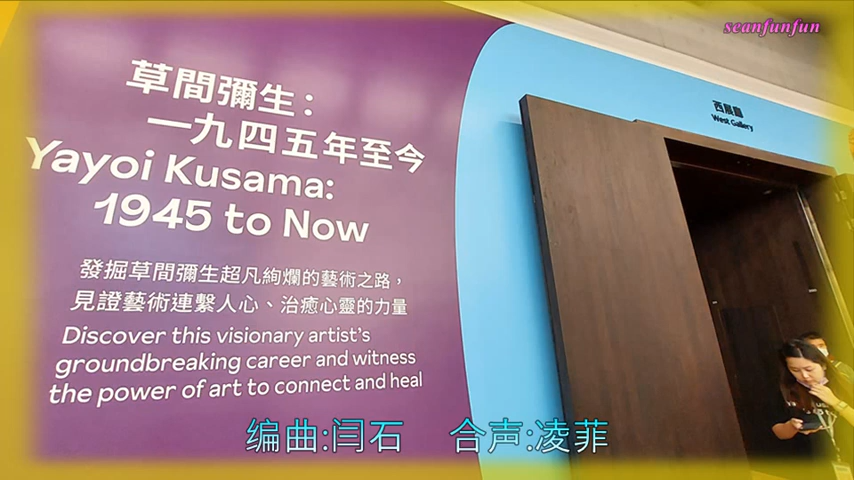 seanfunfun
草間彌生：
一九四五年至今
Yayoi Kusama:
1945 to Now
發掘草間彌生超凡絢爛的藝術之路，
見證藝術連繫人心、治癒心靈的力量
Discover this visionary artist's
groundbreaking career and witness
the power of art to connect and heal
西展廳
West Gallery
编曲:闫石 合声:凌菲